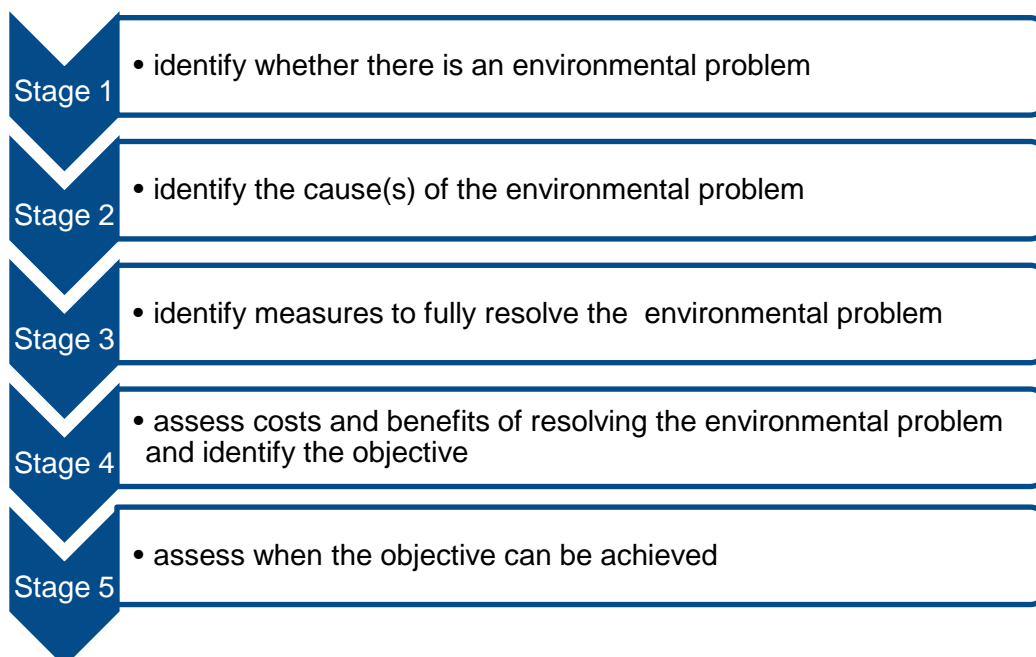 Stage 1
• identify whether there is an environmental problem
Stage 2
• identify the cause(s) of the environmental problem
Stage 3
• identify measures to fully resolve the  environmental problem
Stage 4
• assess costs and benefits of resolving the environmental problem
and identify the objective
Stage 5
• assess when the objective can be achieved